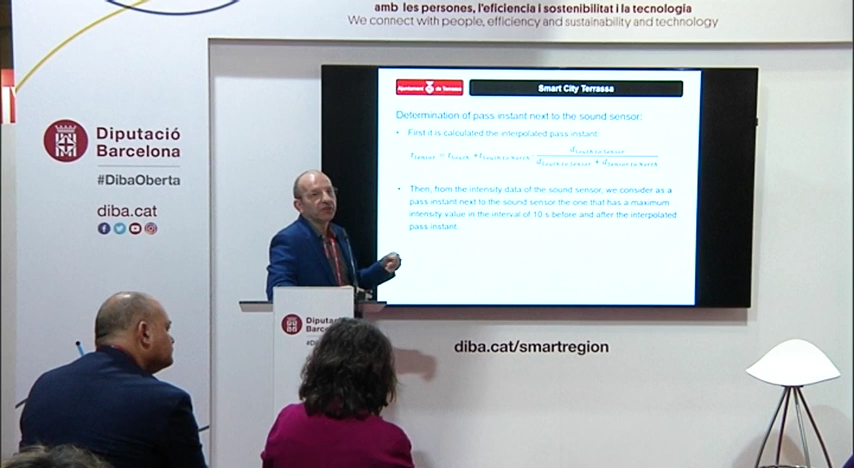 amb les persones, l'eficiencia i sostenibilitat i la tecnologia
We connect with people, efficiency and sustainability and technology
Diputació
Barcelona
#DibaOberta
diba.cat
Ajuntament de Terrassa
Smart City Terrassa
Determination of pass instant next to the sound sensor:
• First it is calculated the interpolated pass instant:
• Then, from the intensity data of the sound sensor, we consider as a
pass instant next to the sound sensor the one that has a maximum
intensity value in the interval of 10 s before and after the interpolated
pass instant.
Diputació
diba.cat/smartregion